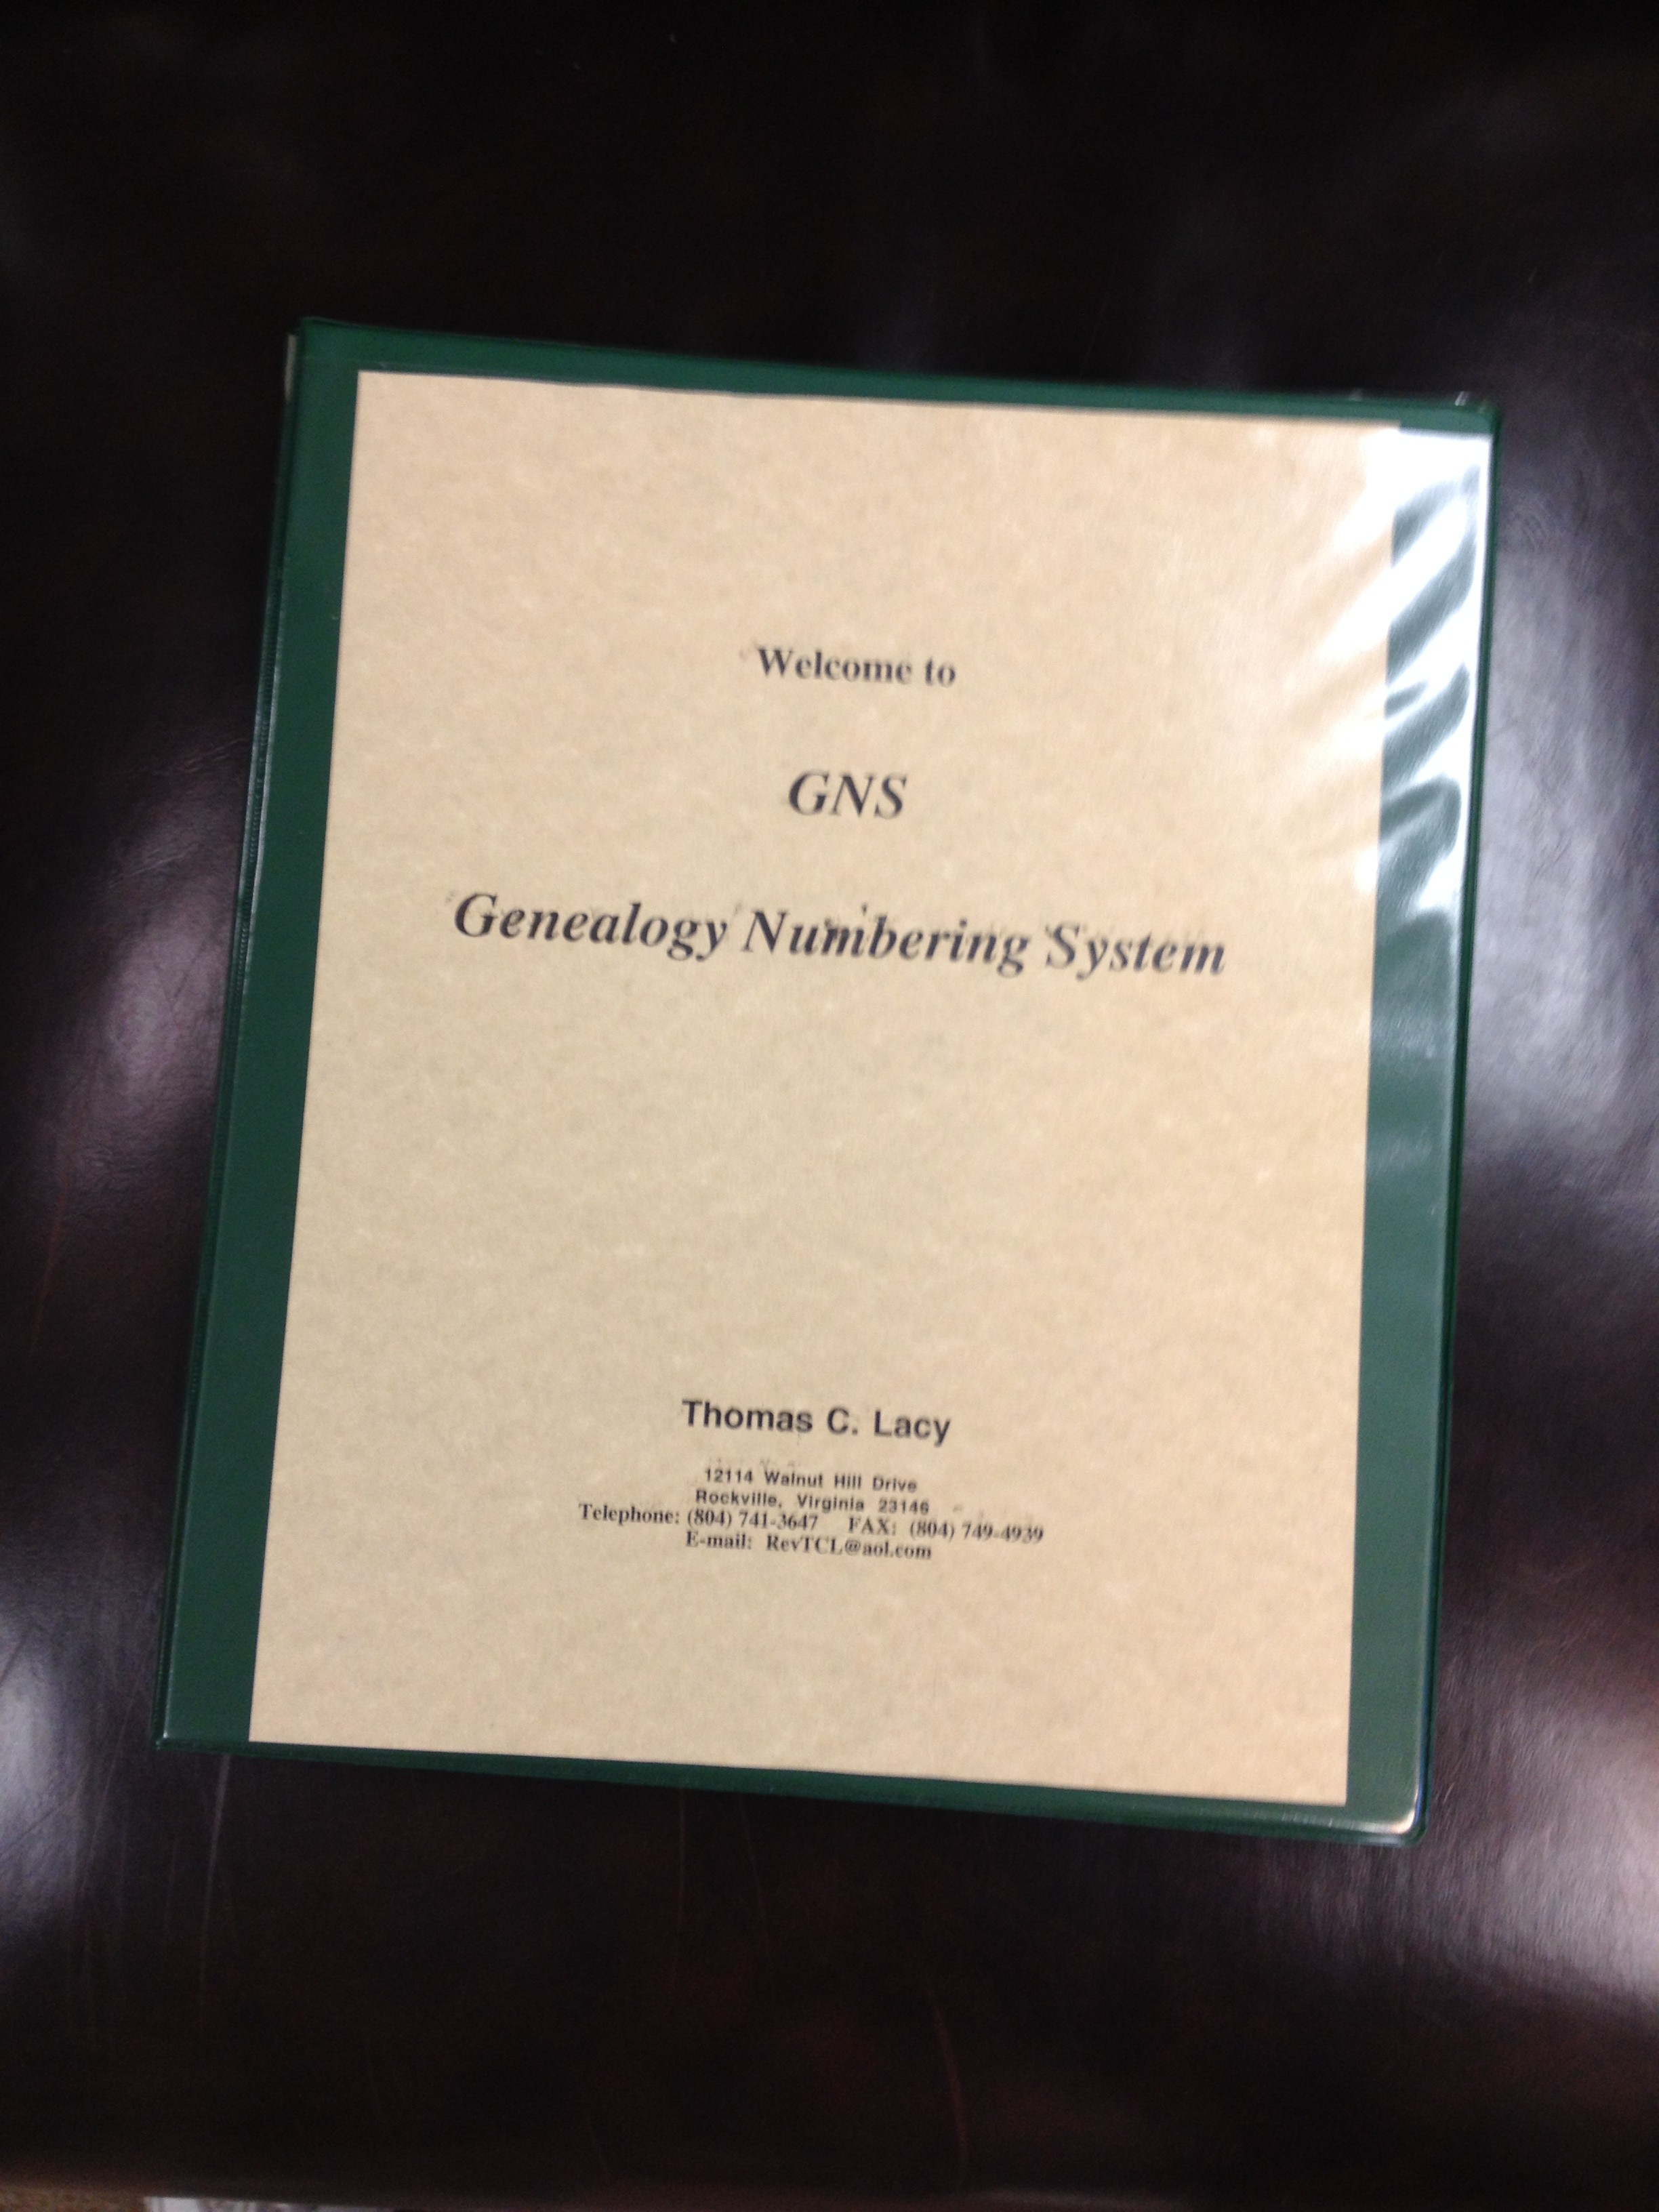 Welcome to
GNS
Genealogy Numbering System
Thomas C. Lacy
12114 Walnut Hill Drive
Rockville, Virginia 23146
Telephone: (804) 741-3647 FAX: (804) 749-4939
E-mail: RevTCL@aol.com